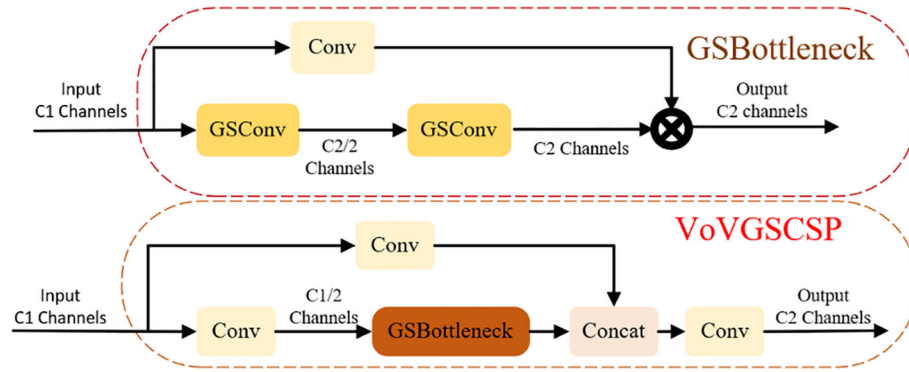 Conv
GSBottleneck
Input
C1 Channels
GSConv
C2/2
Channels
GSConv
C2 Channels
Output
C2 channels
VoVGSCSP
Conv
Input
C1 Channels
Conv
C1/2
Channels
GSBottleneck
Concat
Conv
Output
C2 Channels